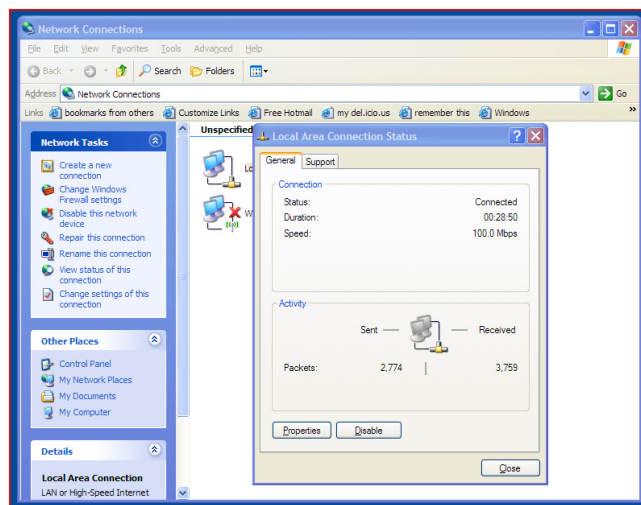 Network Connections
File Edit View Favorites Tools Advanced Help
Back Search Folders
Address Network Connections Go
Links bookmarks from others Customize Links Free Hotmail my del.icio.us remember this Windows »
Network Tasks
Create a new
connection
Change Windows
Firewall settings
Disable this network
device
Repair this connection
Rename this connection
View status of this
connection
Change settings of this
connection
Other Places
Control Panel
My Network Places
My Documents
My Computer
Details
Local Area Connection
LAN or High-Speed Internet
Unspecified
Lo
W
Local Area Connection Status
General Support
Connection
Status: Connected
Duration: 00:28:50
Speed: 100.0 Mbps
Activity
Sent — — Received
Packets: 2,774 | 3,759
Properties Disable
Close